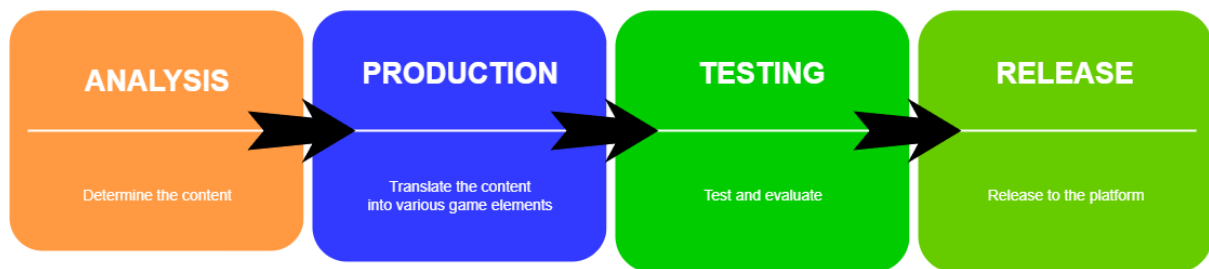 ANALYSIS
Determine the content
PRODUCTION
Translate the content
into various game elements
TESTING
Test and evaluate
RELEASE
Release to the platform